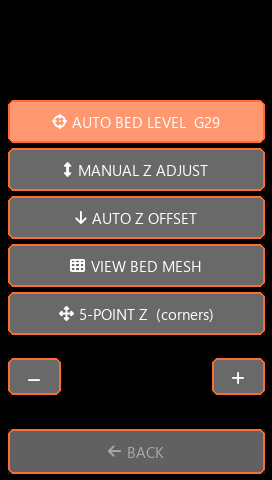 AUTO BED LEVEL  G29
MANUAL Z ADJUST
AUTO Z OFFSET
VIEW BED MESH
5-POINT Z  (corners)
– +
BACK